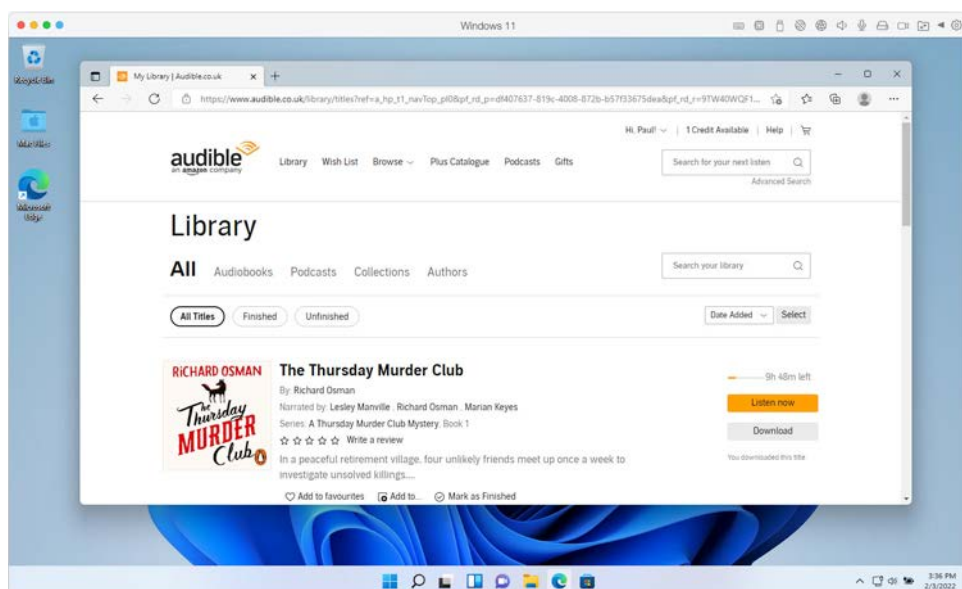 Windows 11
Recycle Bin
Mac Files
Microsoft
Edge
My Library | Audible.co.uk
https://www.audible.co.uk/library/titles?ref=a_hp_t1_navTop_pl0&pf_rd_p=df407637-819c-4008-872b-b57f33675dea&pf_rd_r=9TW40WQF1...
Hi, Paul!
1 Credit Available
Help
audible
an amazon company
Library Wish List Browse Plus Catalogue Podcasts Gifts
Search for your next listen
Advanced Search
Library
All Audiobooks Podcasts Collections Authors
Search your library
All Titles Finished Unfinished
Date Added Select
RICHARD OSMAN
The
Thursday
MURDER
Club
The Thursday Murder Club
By: Richard Osman
Narrated by: Lesley Manville , Richard Osman , Marian Keyes
Series: A Thursday Murder Club Mystery, Book 1
Write a review
In a peaceful retirement village, four unlikely friends meet up once a week to
investigate unsolved killings....
Add to favourites Add to... Mark as Finished
9h 48m left
Listen now
Download
You downloaded this title
3:36 PM
2/3/2022